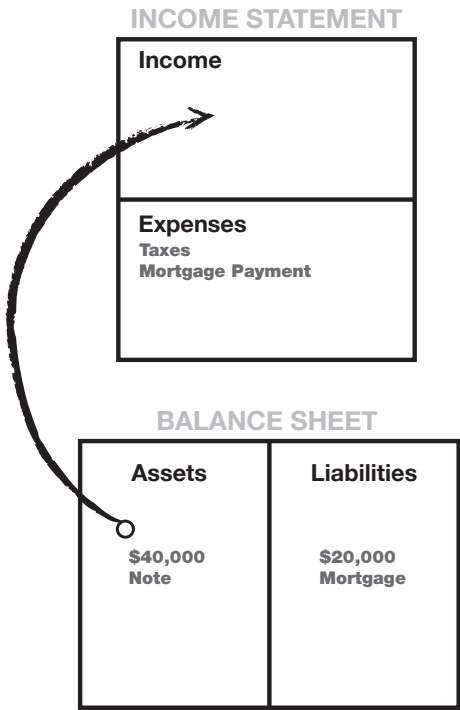 INCOME STATEMENT
Income
Expenses
Taxes
Mortgage Payment
BALANCE SHEET
Assets
$40,000
Note
Liabilities
$20,000
Mortgage